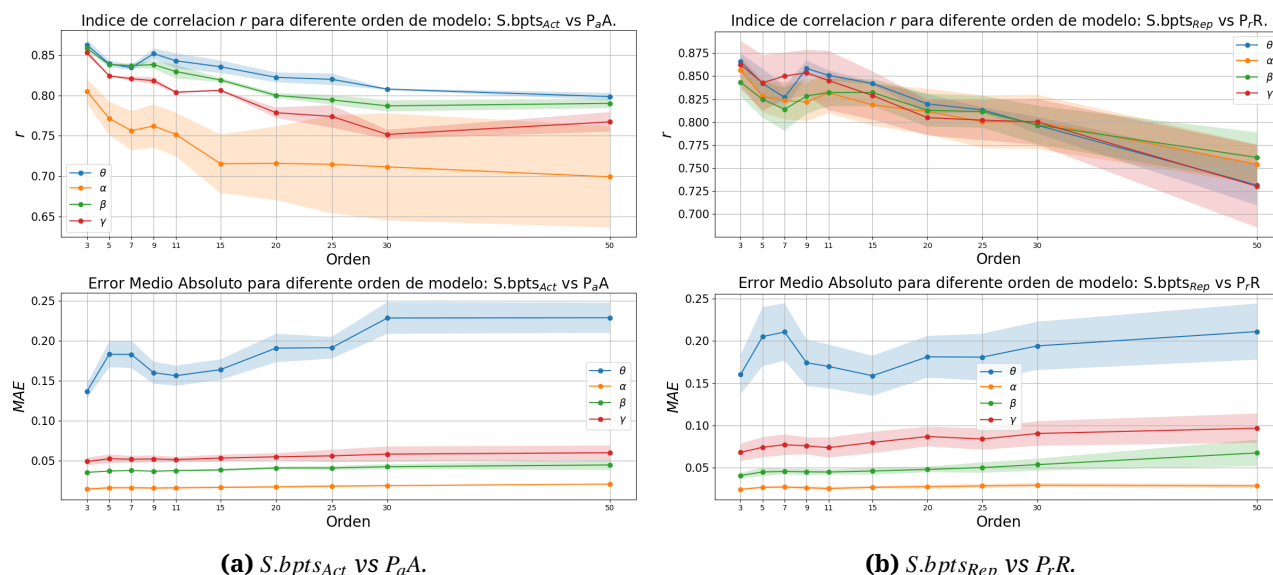 Indice de correlacion r para diferente orden de modelo: S.bpts_Act vs P_aA.
r
0.85
0.80
0.75
0.70
0.65
θ
α
β
γ
3 5 7 9 11 15 20 25 30 50
Orden
Error Medio Absoluto para diferente orden de modelo: S.bpts_Act vs P_aA
MAE
0.25
0.20
0.15
0.10
0.05
θ
α
β
γ
3 5 7 9 11 15 20 25 30 50
Orden
(a) S.bpts_Act vs P_aA.
Indice de correlacion r para diferente orden de modelo: S.bpts_Rep vs P_rR.
r
0.875
0.850
0.825
0.800
0.775
0.750
0.725
0.700
θ
α
β
γ
3 5 7 9 11 15 20 25 30 50
Orden
Error Medio Absoluto para diferente orden de modelo: S.bpts_Rep vs P_rR
MAE
0.25
0.20
0.15
0.10
0.05
θ
α
β
γ
3 5 7 9 11 15 20 25 30 50
Orden
(b) S.bpts_Rep vs P_rR.